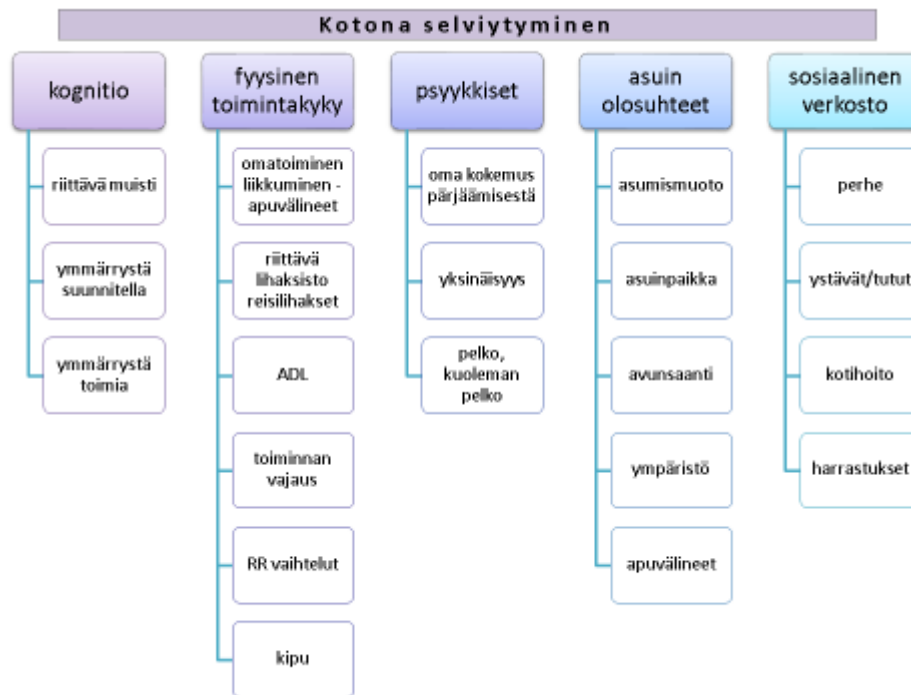 Kotona selviytyminen
kognitio
riittävä muisti
ymmärrystä
suunnitella
ymmärrystä
toimia
fyysinen
toimintakyky
omatoiminen
liikkuminen -
apuvälineet
riittävä
lihaksisto
reisilihakset
ADL
toiminnan
vajaus
RR vaihtelut
kipu
psyykkiset
oma kokemus
pärjäämisestä
yksinäisyys
pelko,
kuoleman
pelko
asuin
olosuhteet
asumismuoto
asuinpaikka
avunsaanti
ympäristö
apuvälineet
sosiaalinen
verkosto
perhe
ystävät/tutut
kotihoito
harrastukset